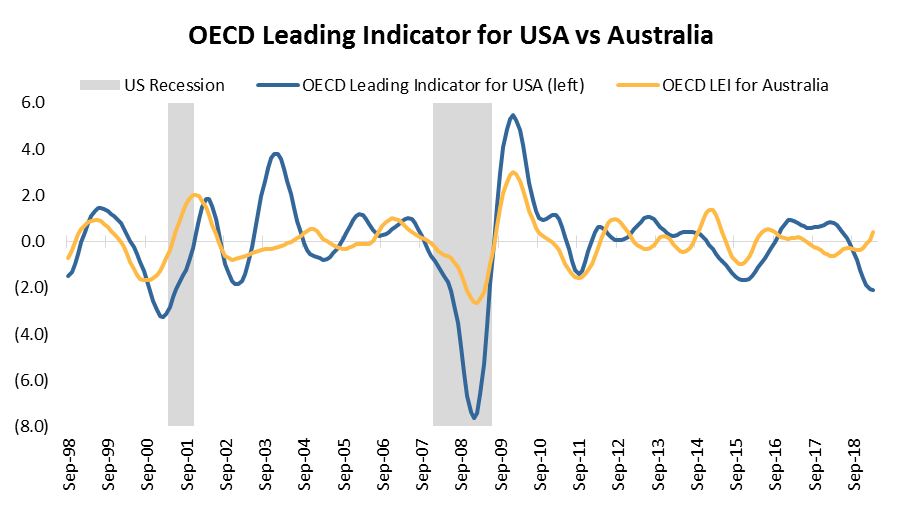 OECD Leading Indicator for USA vs Australia
US Recession
OECD Leading Indicator for USA (left)
OECD LEI for Australia
6.0
4.0
2.0
0.0
(2.0)
(4.0)
(6.0)
(8.0)
Sep-98
Sep-99
Sep-00
Sep-01
Sep-02
Sep-03
Sep-04
Sep-05
Sep-06
Sep-07
Sep-08
Sep-09
Sep-10
Sep-11
Sep-12
Sep-13
Sep-14
Sep-15
Sep-16
Sep-17
Sep-18